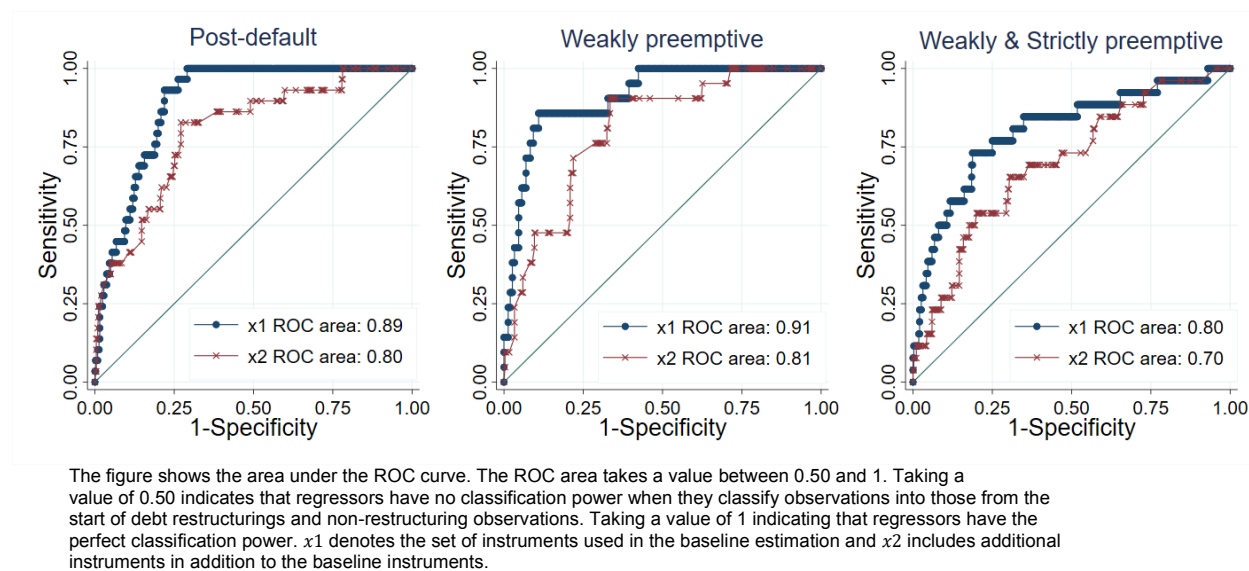 Post-default
Sensitivity
1.00
0.75
0.50
0.25
0.00
x1 ROC area: 0.89
x2 ROC area: 0.80
0.00 0.25 0.50 0.75 1.00
1-Specificity
Weakly preemptive
Sensitivity
1.00
0.75
0.50
0.25
0.00
x1 ROC area: 0.91
x2 ROC area: 0.81
0.00 0.25 0.50 0.75 1.00
1-Specificity
Weakly & Strictly preemptive
Sensitivity
1.00
0.75
0.50
0.25
0.00
x1 ROC area: 0.80
x2 ROC area: 0.70
0.00 0.25 0.50 0.75 1.00
1-Specificity
The figure shows the area under the ROC curve. The ROC area takes a value between 0.50 and 1. Taking a
value of 0.50 indicates that regressors have no classification power when they classify observations into those from the
start of debt restructurings and non-restructuring observations. Taking a value of 1 indicating that regressors have the
perfect classification power. x1 denotes the set of instruments used in the baseline estimation and x2 includes additional
instruments in addition to the baseline instruments.